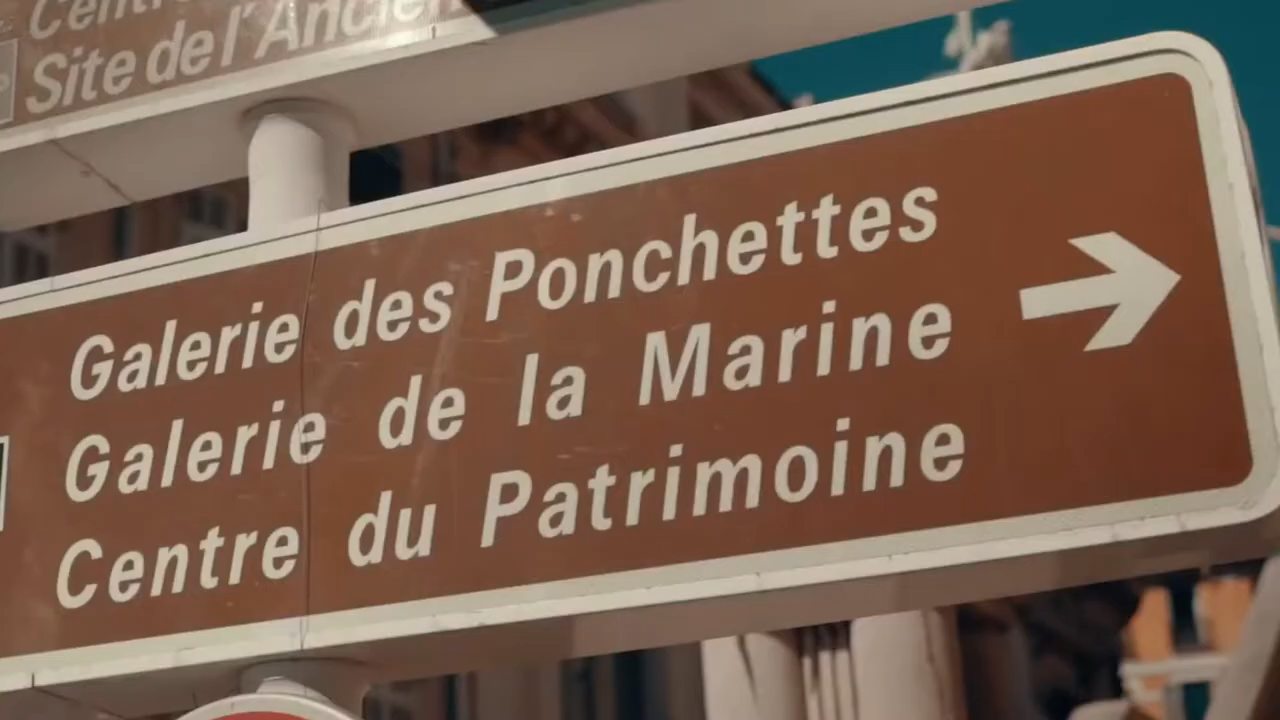 Site de l'Ancien
Galerie des Ponchettes
Galerie de la Marine
Centre du Patrimoine